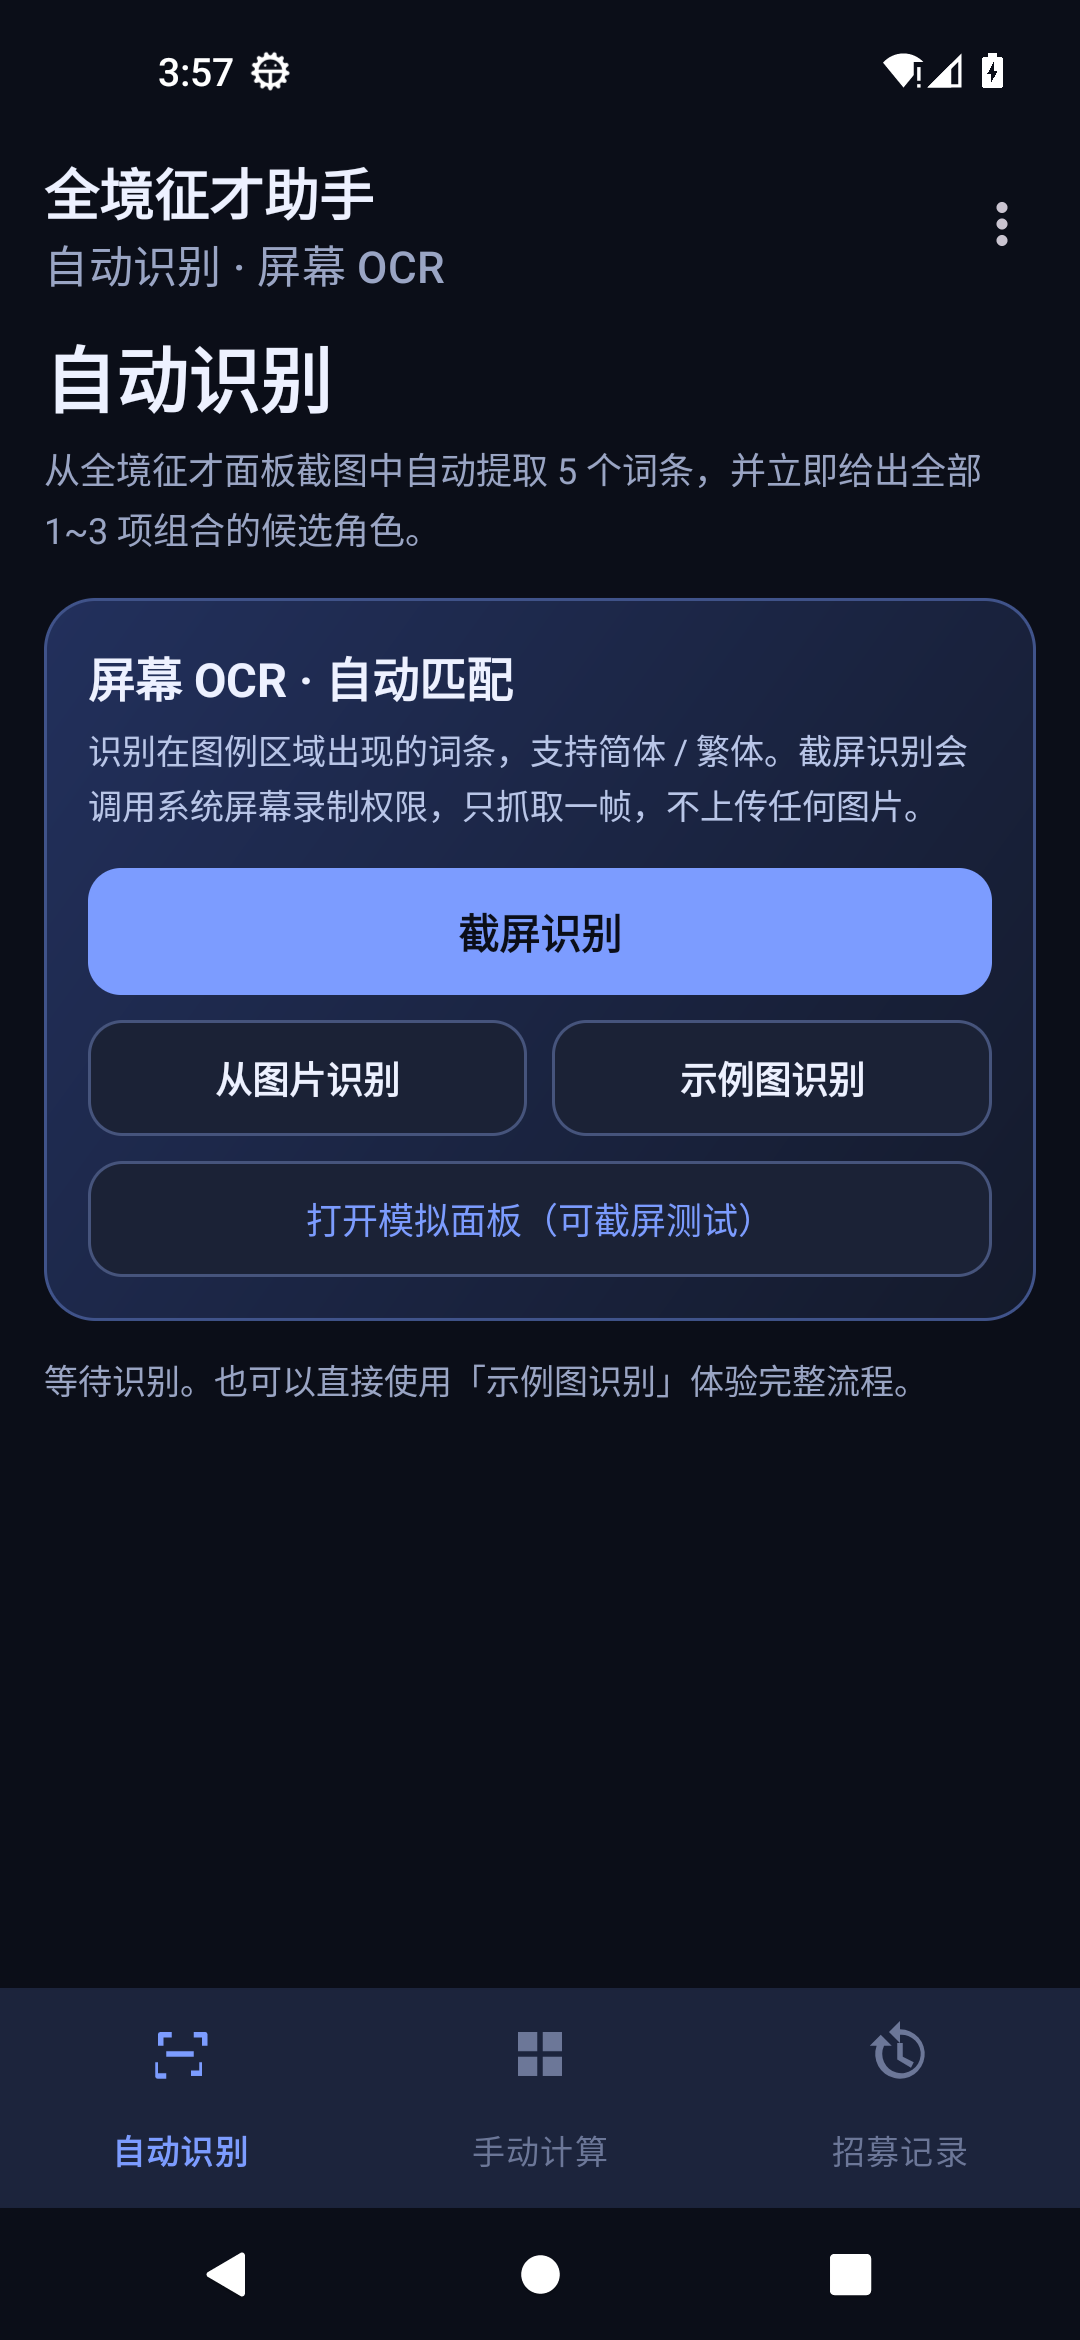 3:57
全境征才助手
自动识别 · 屏幕 OCR
自动识别
从全境征才面板截图中自动提取 5 个词条，并立即给出全部
1~3 项组合的候选角色。
屏幕 OCR · 自动匹配
识别在图例区域出现的词条，支持简体 / 繁体。截屏识别会
调用系统屏幕录制权限，只抓取一帧，不上传任何图片。
截屏识别
从图片识别
示例图识别
打开模拟面板（可截屏测试）
等待识别。也可以直接使用「示例图识别」体验完整流程。
自动识别
手动计算
招募记录